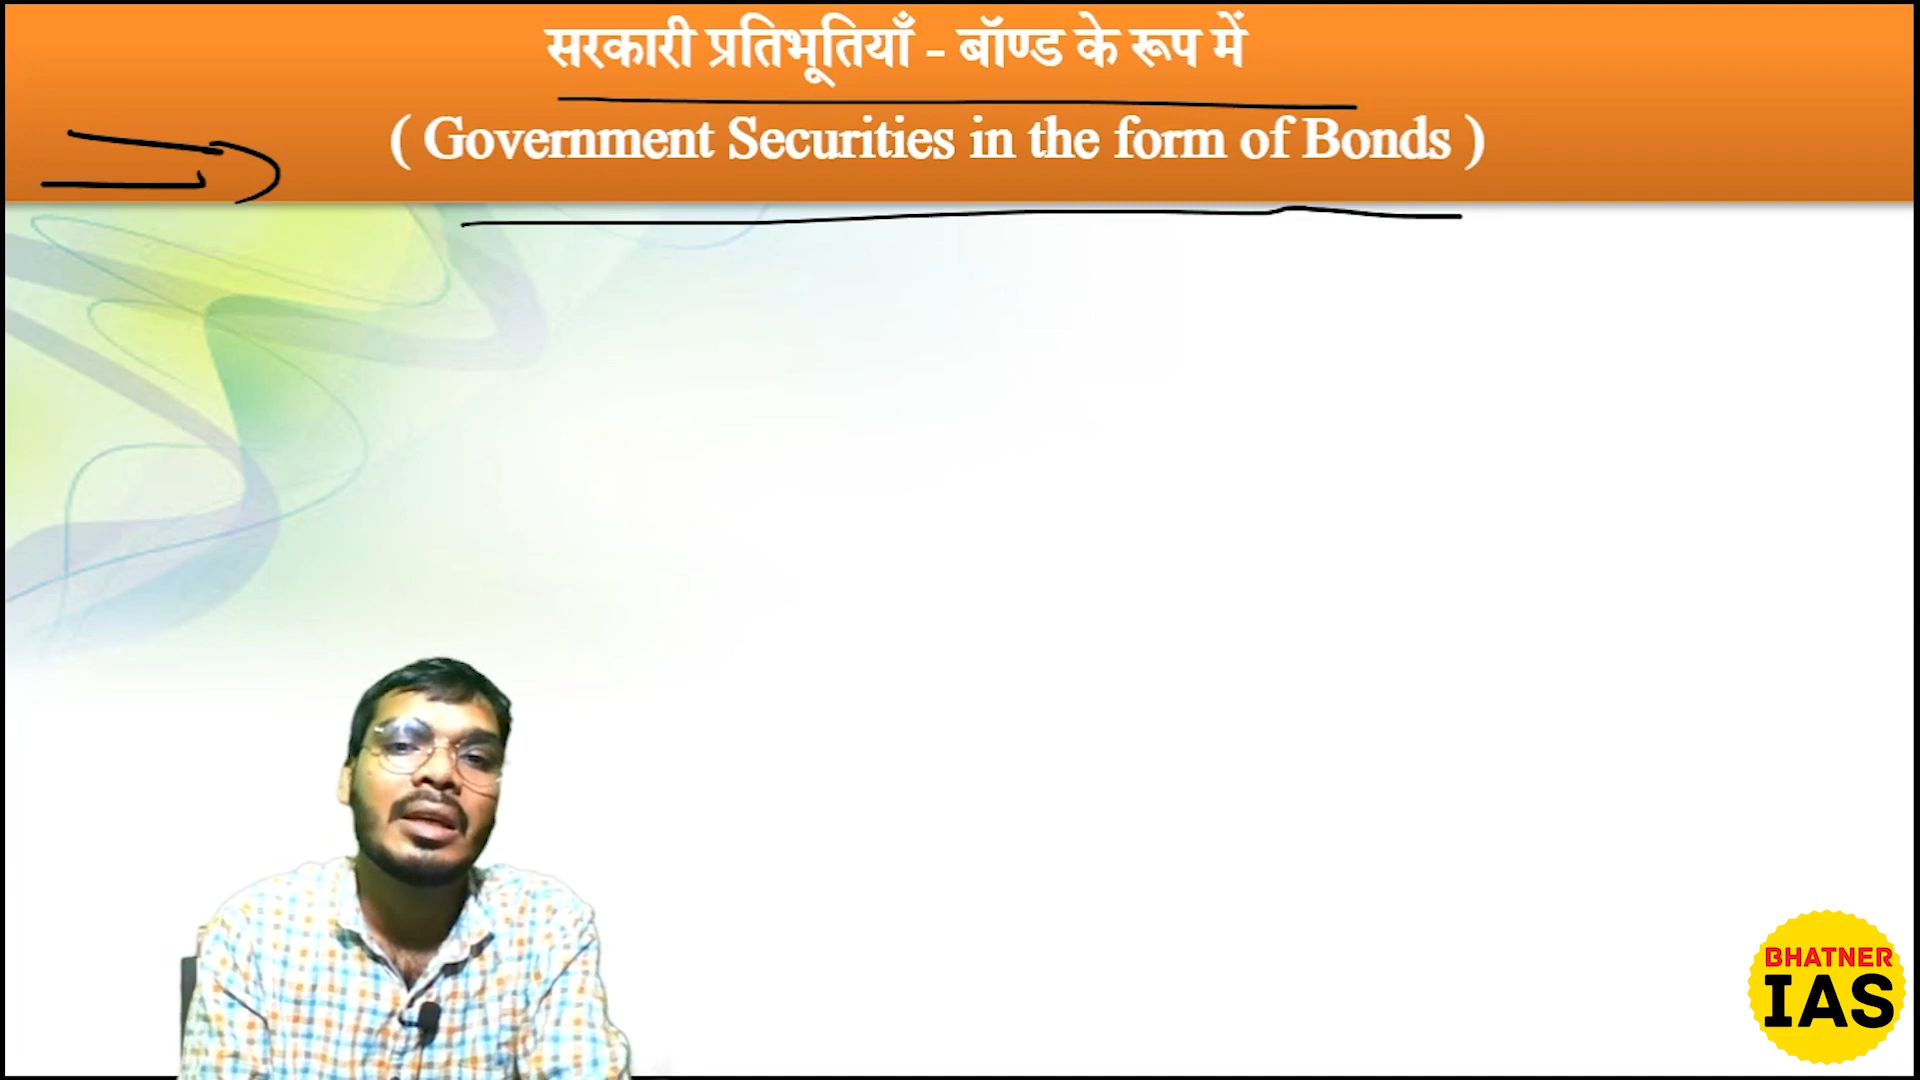 सरकारी प्रतिभूतियाँ - बॉण्ड के रूप में
( Government Securities in the form of Bonds )
BHATNER
IAS